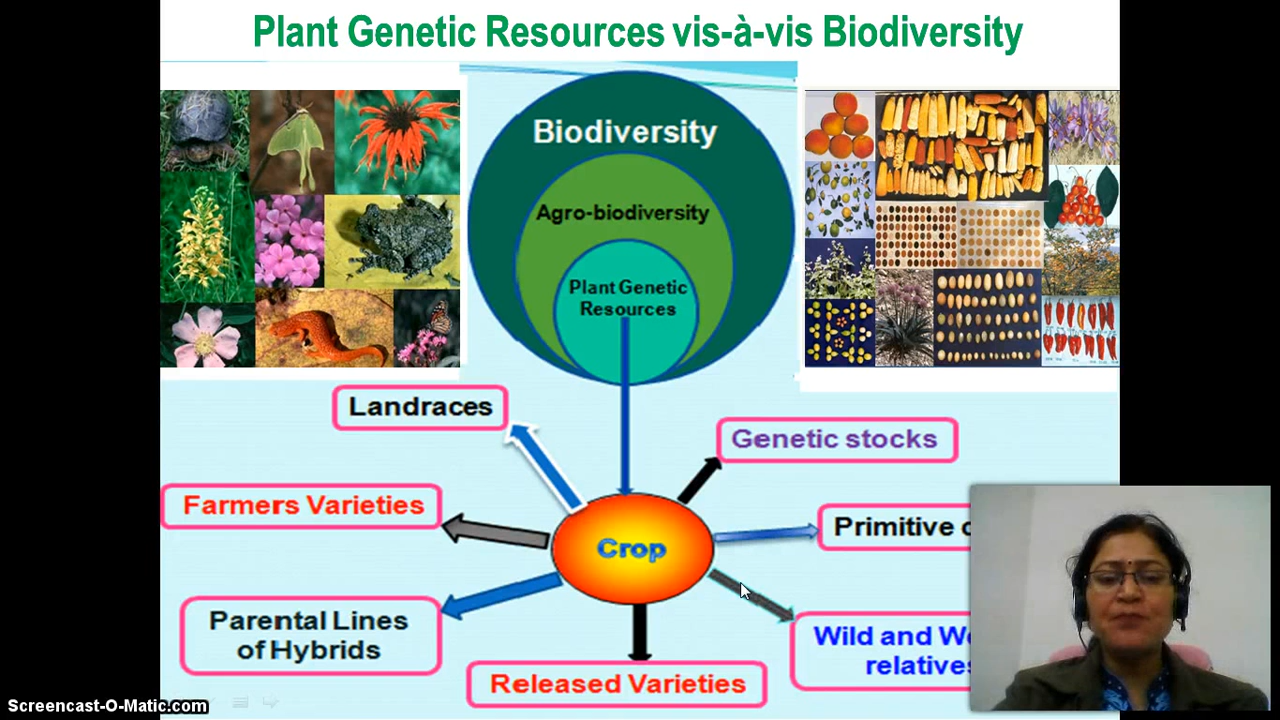 Plant Genetic Resources vis-à-vis Biodiversity
Biodiversity
Agro-biodiversity
Plant Genetic
Resources
Landraces
Genetic stocks
Farmers Varieties
Crop
Primitive
Parental Lines
of Hybrids
Wild and
relatives
Released Varieties
Screencast-O-Matic.com